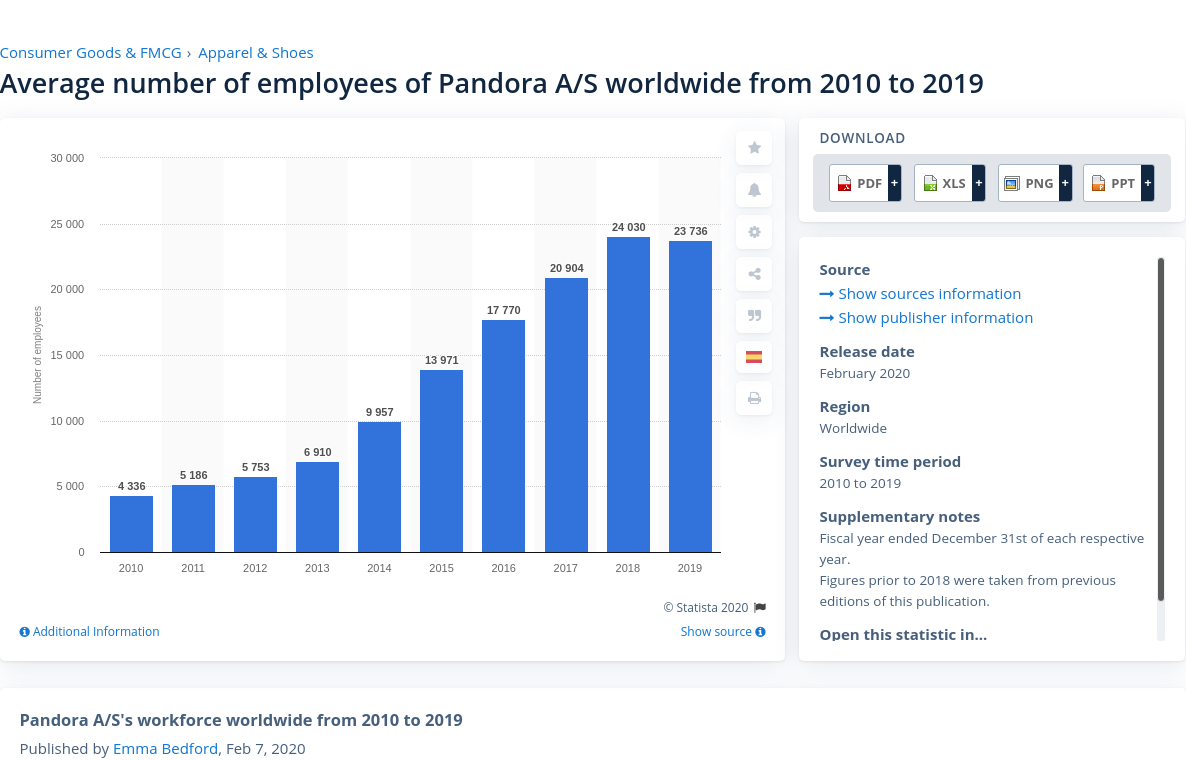 Consumer Goods & FMCG › Apparel & Shoes
Average number of employees of Pandora A/S worldwide from 2010 to 2019
30 000
25 000
20 000
15 000
10 000
5 000
0
Number of employees
4 336
5 186
5 753
6 910
9 957
13 971
17 770
20 904
24 030
23 736
2010
2011
2012
2013
2014
2015
2016
2017
2018
2019
© Statista 2020
Additional Information
Show source
DOWNLOAD
PDF +
XLS +
PNG +
PPT +
Source
Show sources information
Show publisher information
Release date
February 2020
Region
Worldwide
Survey time period
2010 to 2019
Supplementary notes
Fiscal year ended December 31st of each respective
year.
Figures prior to 2018 were taken from previous
editions of this publication.
Open this statistic in...
Pandora A/S's workforce worldwide from 2010 to 2019
Published by Emma Bedford, Feb 7, 2020